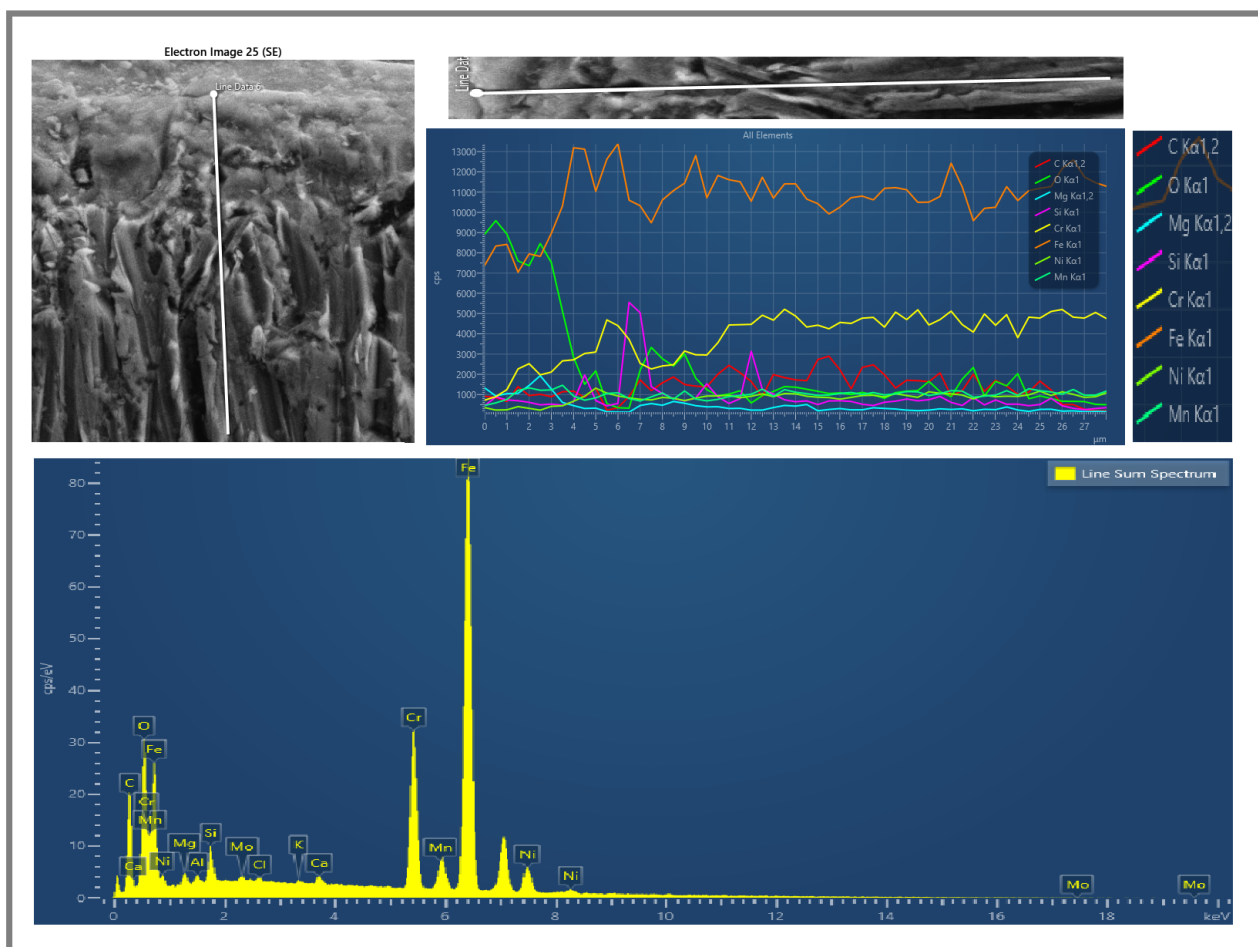 Electron Image 25 (SE)
Line Data 6
Line Dat
All Elements
cps
13000
12000
11000
10000
9000
8000
7000
6000
5000
4000
3000
2000
1000
0 1 2 3 4 5 6 7 8 9 10 11 12 13 14 15 16 17 18 19 20 21 22 23 24 25 26 27
µm
C Kα1,2
O Kα1
Mg Kα1,2
Si Kα1
Cr Kα1
Fe Kα1
Ni Kα1
Mn Kα1
C Kα1,2
O Kα1
Mg Kα1,2
Si Kα1
Cr Kα1
Fe Kα1
Ni Kα1
Mn Kα1
Line Sum Spectrum
cps/eV
80
70
60
50
40
30
20
10
0
Fe
O
Fe
Cr
C
Cr
Mn
Mg
Si
Ca
Ni
Al
Mo
Cl
K
Ca
Mn
Ni
Ni
Mo
Mo
0 2 4 6 8 10 12 14 16 18 keV